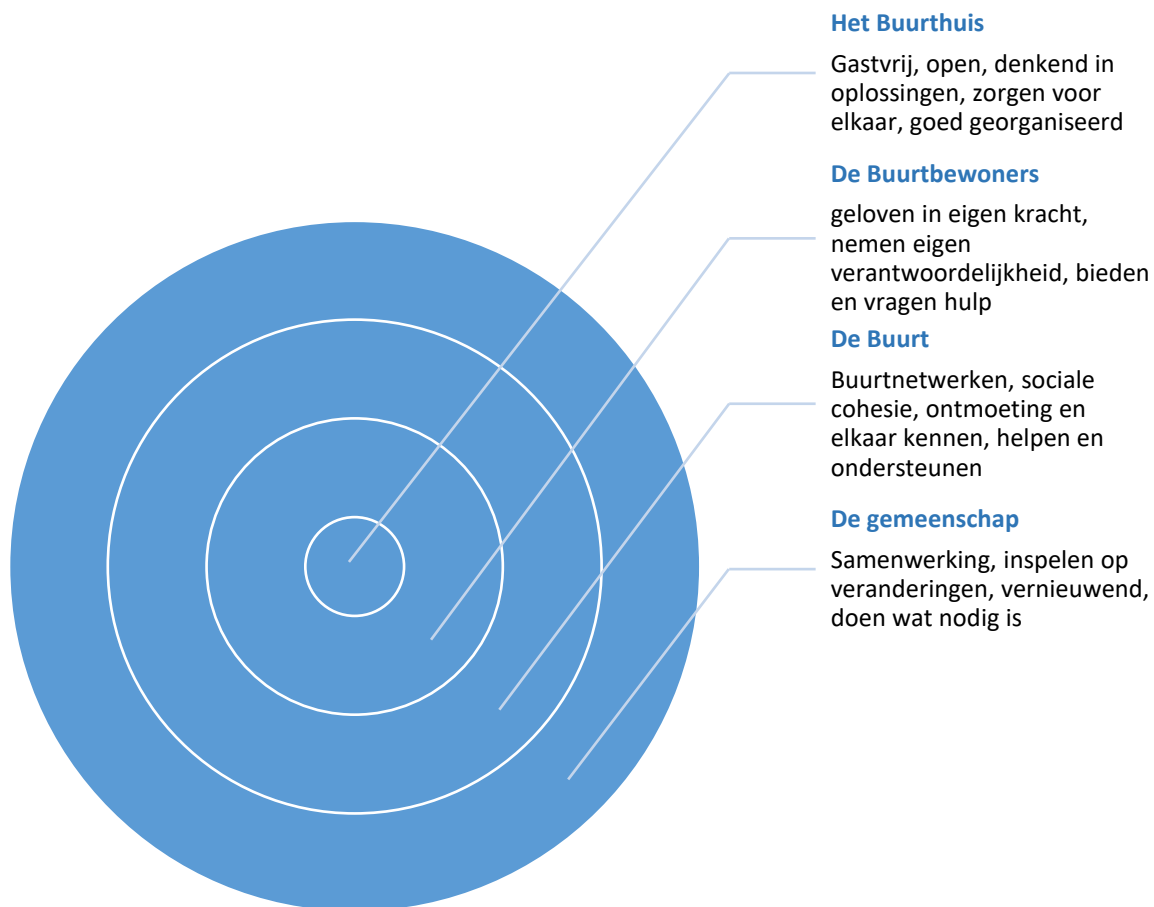 Het Buurthuis
Gastvrij, open, denkend in
oplossingen, zorgen voor
elkaar, goed georganiseerd
De Buurtbewoners
geloven in eigen kracht,
nemen eigen
verantwoordelijkheid, bieden
en vragen hulp
De Buurt
Buurtnetwerken, sociale
cohesie, ontmoeting en
elkaar kennen, helpen en
ondersteunen
De gemeenschap
Samenwerking, inspelen op
veranderingen, vernieuwend,
doen wat nodig is